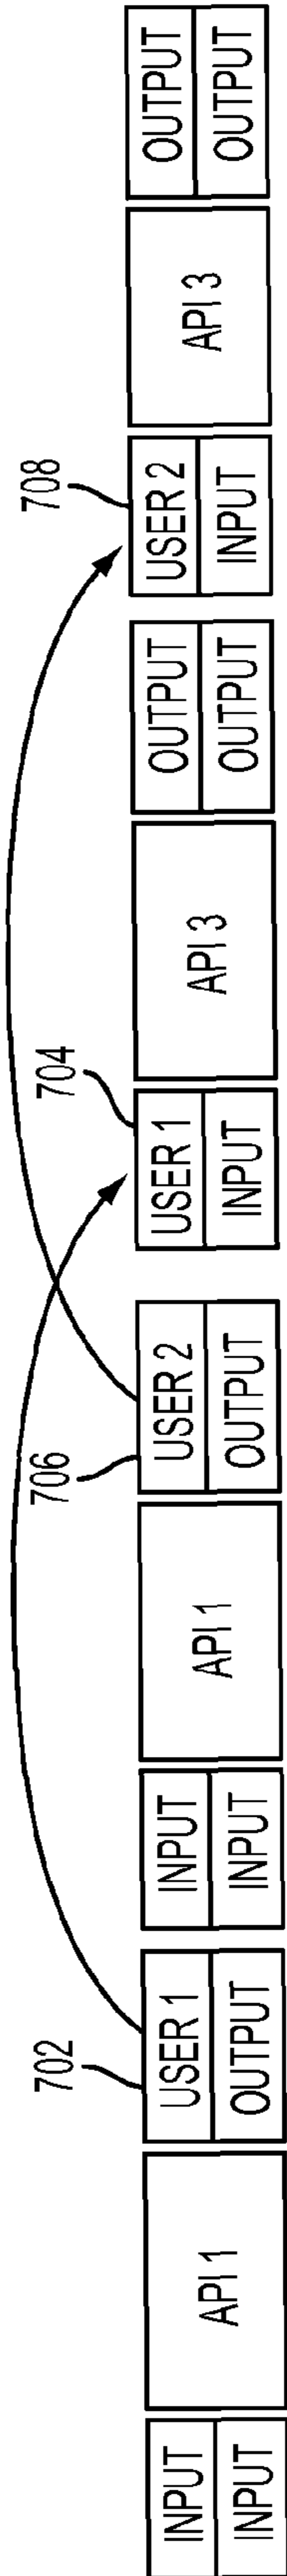 702
706
704
708
INPUT
INPUT
API 1
USER 1
OUTPUT
INPUT
INPUT
API 1
USER 2
OUTPUT
USER 1
INPUT
API 3
OUTPUT
OUTPUT
USER 2
INPUT
API 3
OUTPUT
OUTPUT